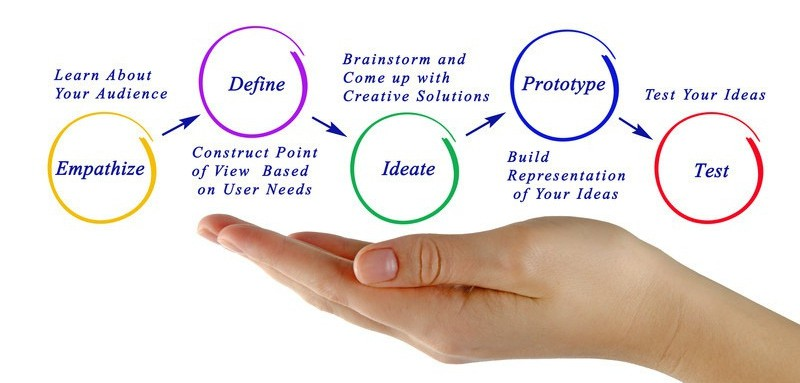 Learn About
Your Audience
Empathize
Define
Construct Point
of View Based
on User Needs
Brainstorm and
Come up with
Creative Solutions
Ideate
Prototype
Build
Representation
of Your Ideas
Test Your Ideas
Test